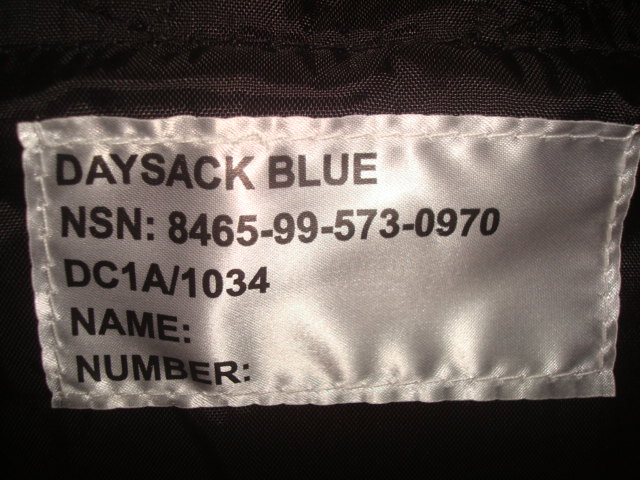 DAYSACK BLUE
NSN: 8465-99-573-0970
DC1A/1034
NAME:
NUMBER: